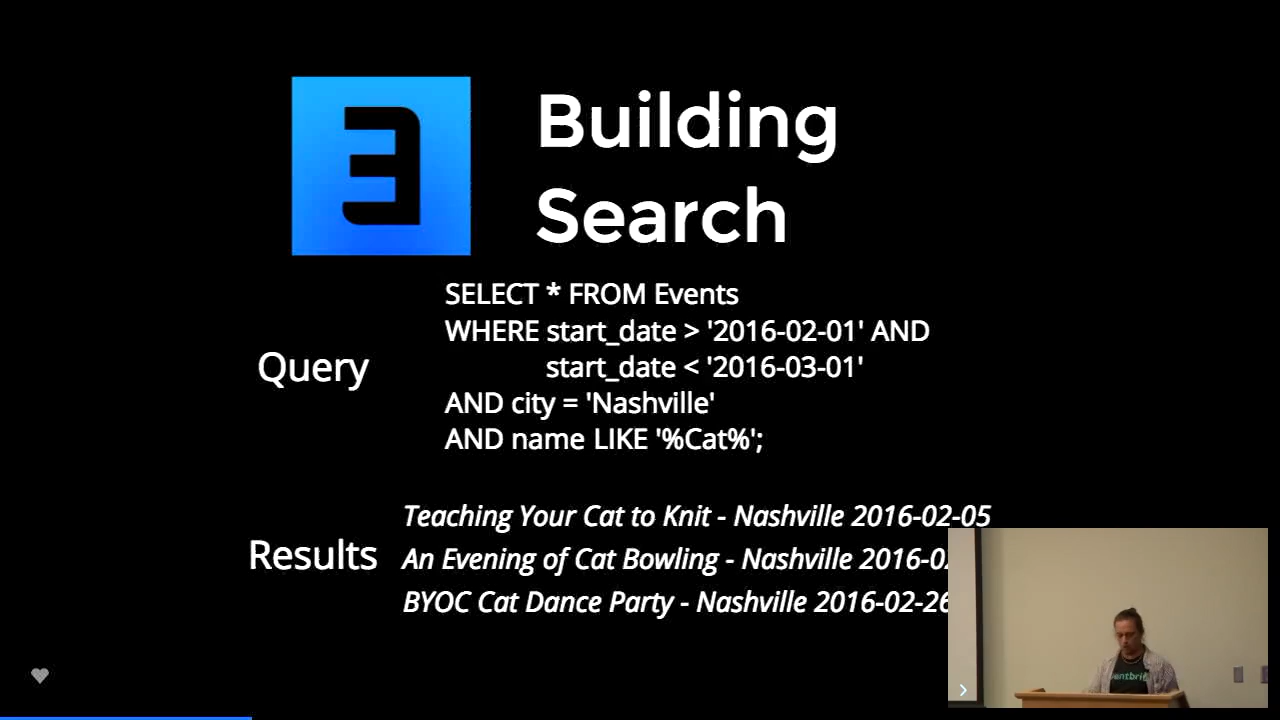 Building
Search
Query
SELECT * FROM Events
WHERE start_date > '2016-02-01' AND
start_date < '2016-03-01'
AND city = 'Nashville'
AND name LIKE '%Cat%';
Results
Teaching Your Cat to Knit - Nashville 2016-02-05
An Evening of Cat Bowling - Nashville 2016-0
BYOC Cat Dance Party - Nashville 2016-02-26